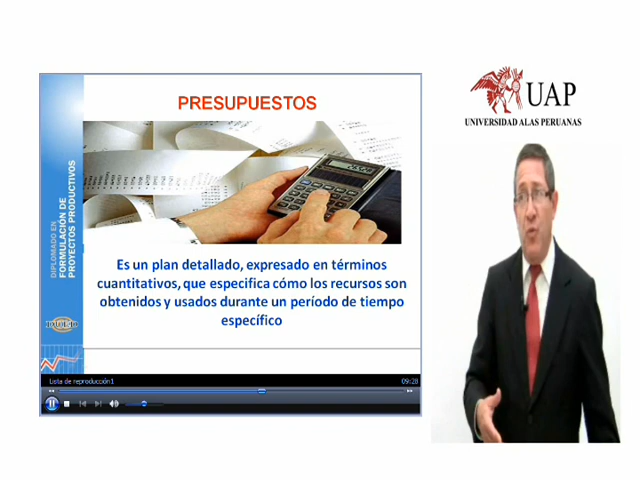 PRESUPUESTOS
DIPLOMADO EN
FORMULACIÓN DE
PROYECTOS PRODUCTIVOS
Es un plan detallado, expresado en términos
cuantitativos, que especifica cómo los recursos son
obtenidos y usados durante un período de tiempo
específico
Lista de reproducción1
09:28
UAP
UNIVERSIDAD ALAS PERUANAS